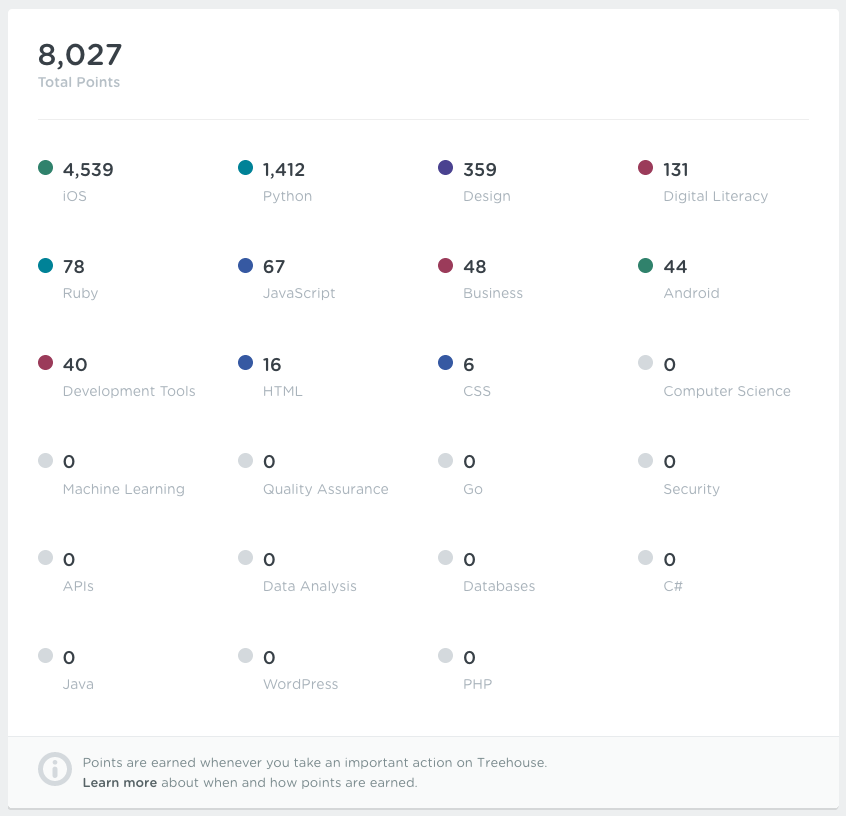 8,027
Total Points
4,539
iOS
1,412
Python
359
Design
131
Digital Literacy
78
Ruby
67
JavaScript
48
Business
44
Android
40
Development Tools
16
HTML
6
CSS
0
Computer Science
0
Machine Learning
0
Quality Assurance
0
Go
0
Security
0
APIs
0
Data Analysis
0
Databases
0
C#
0
Java
0
WordPress
0
PHP
Points are earned whenever you take an important action on Treehouse.
Learn more about when and how points are earned.